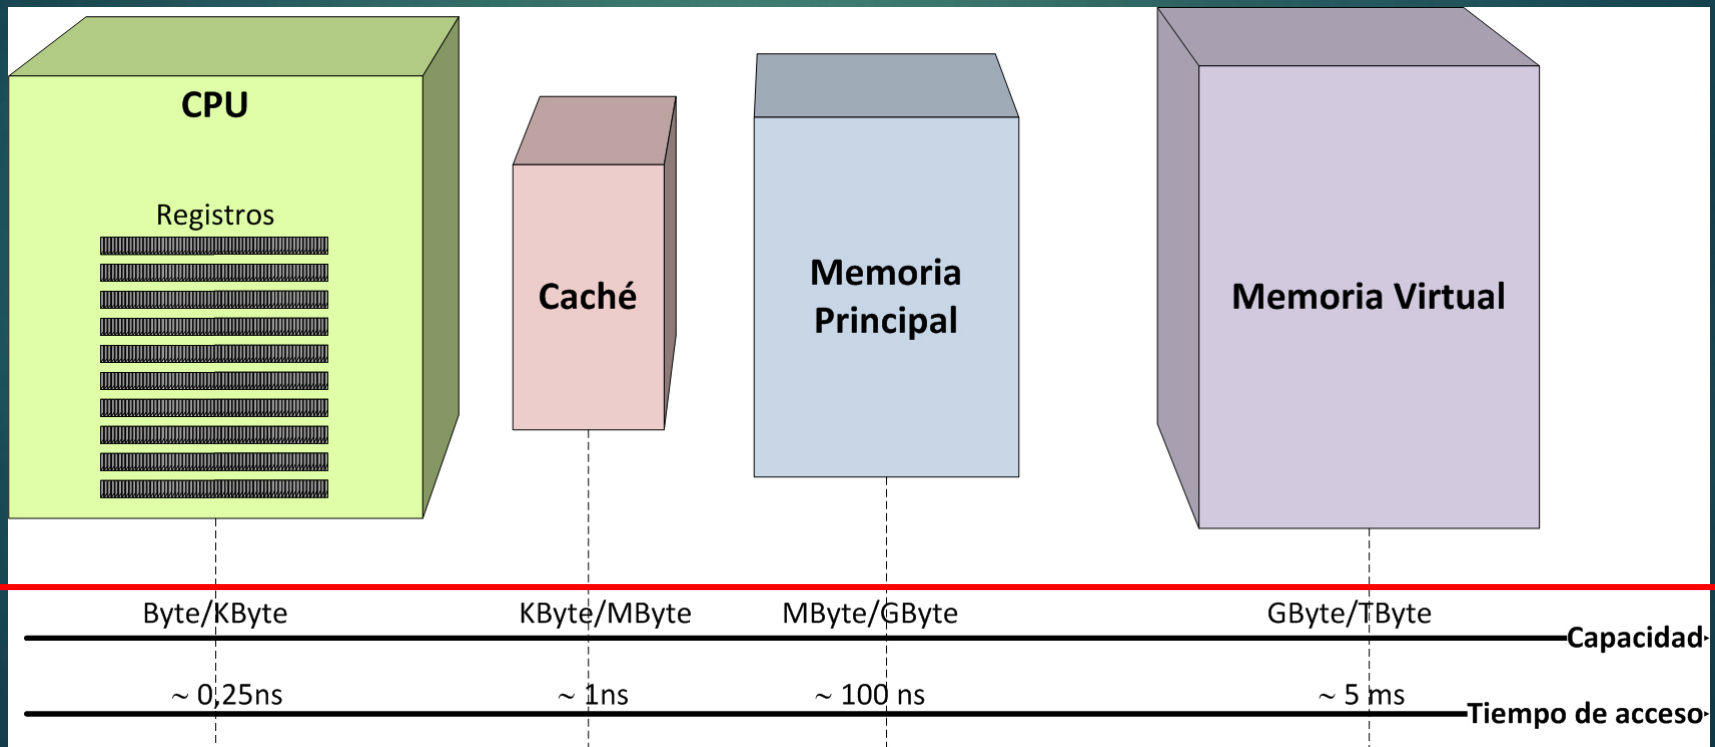 CPU
Registros
Caché
Memoria
Principal
Memoria Virtual
Byte/KByte
KByte/MByte
MByte/GByte
GByte/TByte
Capacidad
~ 0,25ns
~ 1ns
~ 100 ns
~ 5 ms
Tiempo de acceso